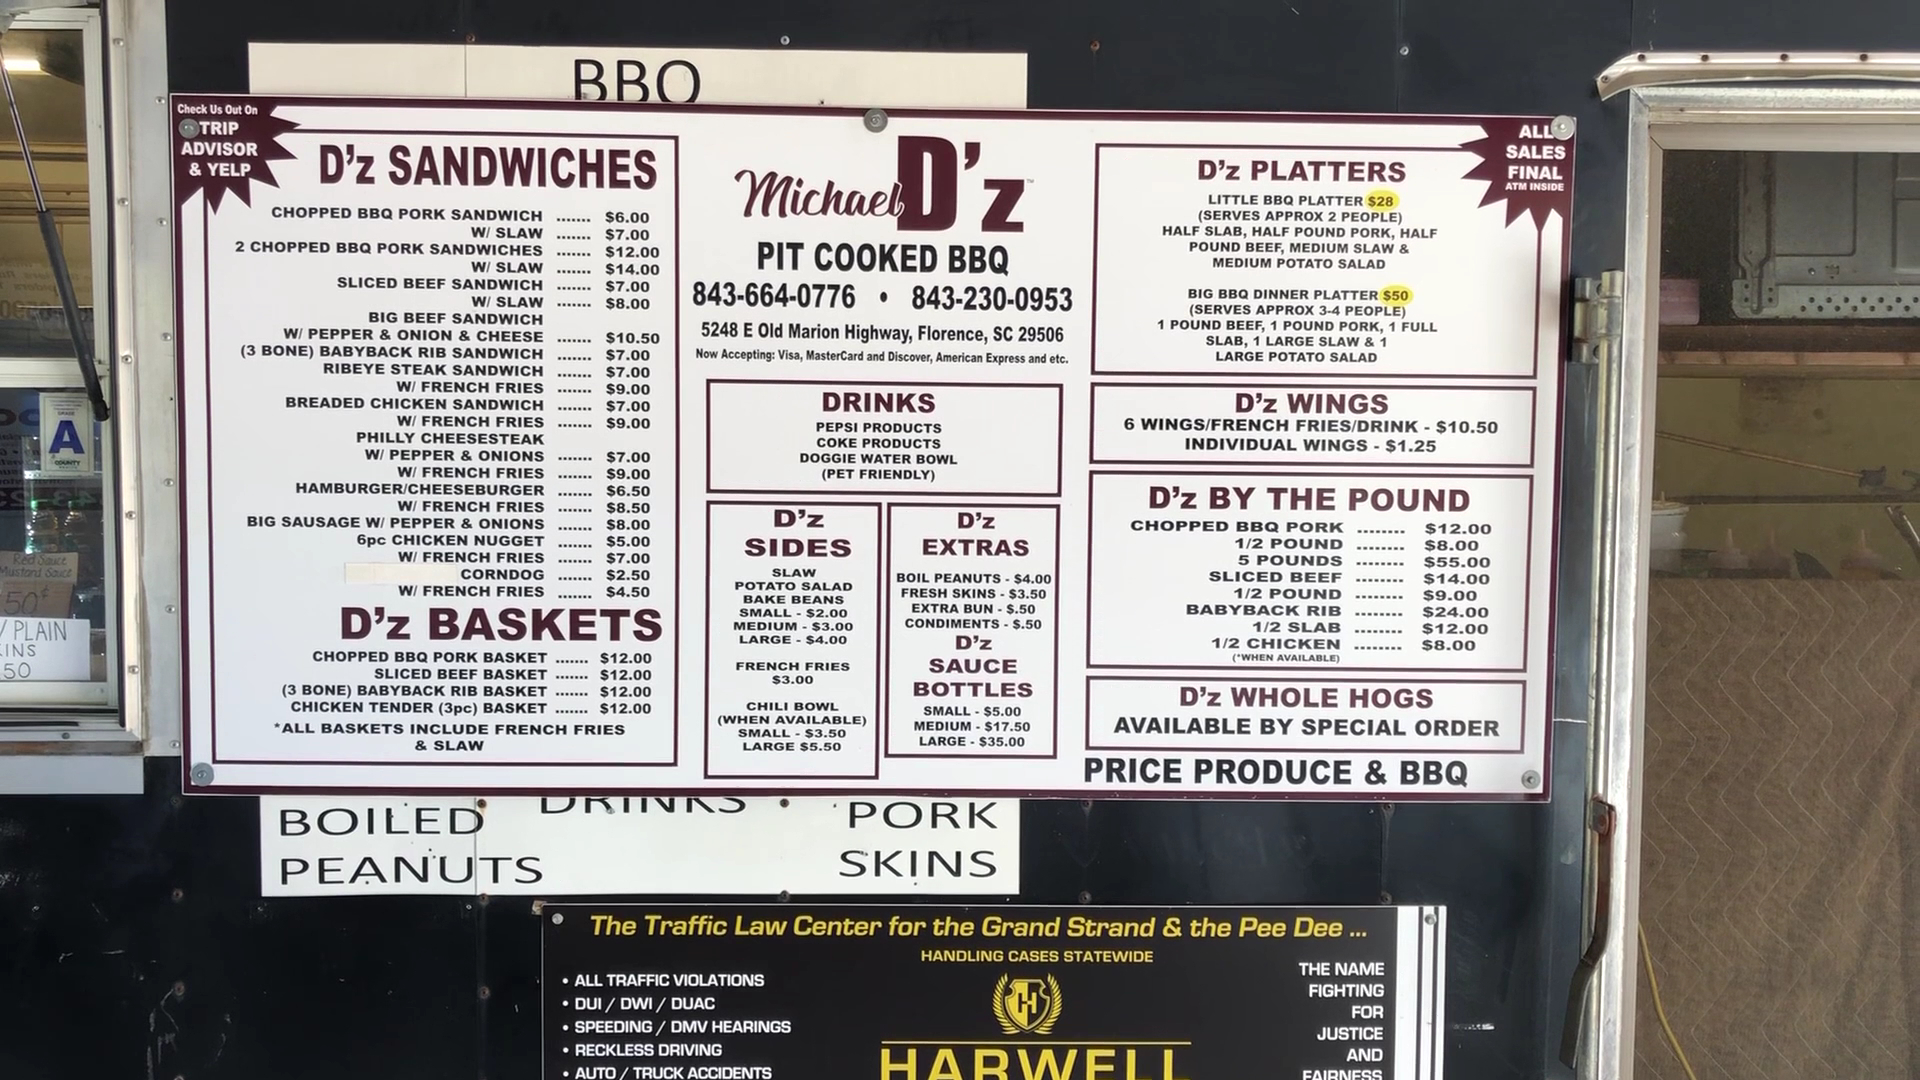 BBQ
Check Us Out On
TRIP
ADVISOR
& YELP
D'z SANDWICHES
CHOPPED BBQ PORK SANDWICH ....... $6.00
W/ SLAW ....... $7.00
2 CHOPPED BBQ PORK SANDWICHES ....... $12.00
W/ SLAW ....... $14.00
SLICED BEEF SANDWICH ....... $7.00
W/ SLAW ....... $8.00
BIG BEEF SANDWICH
W/ PEPPER & ONION & CHEESE ....... $10.50
(3 BONE) BABYBACK RIB SANDWICH ....... $7.00
RIBEYE STEAK SANDWICH ....... $7.00
W/ FRENCH FRIES ....... $9.00
BREADED CHICKEN SANDWICH ....... $7.00
W/ FRENCH FRIES ....... $9.00
PHILLY CHEESESTEAK
W/ PEPPER & ONIONS ....... $7.00
W/ FRENCH FRIES ....... $9.00
HAMBURGER/CHEESEBURGER ....... $6.50
W/ FRENCH FRIES ....... $8.50
BIG SAUSAGE W/ PEPPER & ONIONS ....... $8.00
6pc CHICKEN NUGGET ....... $5.00
W/ FRENCH FRIES ....... $7.00
CORNDOG ....... $2.50
W/ FRENCH FRIES ....... $4.50
D'z BASKETS
CHOPPED BBQ PORK BASKET ....... $12.00
SLICED BEEF BASKET ....... $12.00
(3 BONE) BABYBACK RIB BASKET ....... $12.00
CHICKEN TENDER (3pc) BASKET ....... $12.00
*ALL BASKETS INCLUDE FRENCH FRIES
& SLAW
Michael D'z™
PIT COOKED BBQ
843-664-0776 • 843-230-0953
5248 E Old Marion Highway, Florence, SC 29506
Now Accepting: Visa, MasterCard and Discover, American Express and etc.
DRINKS
PEPSI PRODUCTS
COKE PRODUCTS
DOGGIE WATER BOWL
(PET FRIENDLY)
D'z
SIDES
SLAW
POTATO SALAD
BAKE BEANS
SMALL - $2.00
MEDIUM - $3.00
LARGE - $4.00
FRENCH FRIES
$3.00
CHILI BOWL
(WHEN AVAILABLE)
SMALL - $3.50
LARGE $5.50
D'z
EXTRAS
BOIL PEANUTS - $4.00
FRESH SKINS - $3.50
EXTRA BUN - $.50
CONDIMENTS - $.50
D'z
SAUCE
BOTTLES
SMALL - $5.00
MEDIUM - $17.50
LARGE - $35.00
ALL
SALES
FINAL
ATM INSIDE
D'z PLATTERS
LITTLE BBQ PLATTER $28
(SERVES APPROX 2 PEOPLE)
HALF SLAB, HALF POUND PORK, HALF
POUND BEEF, MEDIUM SLAW &
MEDIUM POTATO SALAD
BIG BBQ DINNER PLATTER $50
(SERVES APPROX 3-4 PEOPLE)
1 POUND BEEF, 1 POUND PORK, 1 FULL
SLAB, 1 LARGE SLAW & 1
LARGE POTATO SALAD
D'z WINGS
6 WINGS/FRENCH FRIES/DRINK - $10.50
INDIVIDUAL WINGS - $1.25
D'z BY THE POUND
CHOPPED BBQ PORK ........ $12.00
1/2 POUND ........ $8.00
5 POUNDS ........ $55.00
SLICED BEEF ........ $14.00
1/2 POUND ........ $9.00
BABYBACK RIB ........ $24.00
1/2 SLAB ........ $12.00
1/2 CHICKEN ........ $8.00
(*WHEN AVAILABLE)
D'z WHOLE HOGS
AVAILABLE BY SPECIAL ORDER
PRICE PRODUCE & BBQ
A
Red Sauce
Mustard Sauce
50¢
/ PLAIN
KINS
50
DRINKS
BOILED
PEANUTS
PORK
SKINS
The Traffic Law Center for the Grand Strand & the Pee Dee ...
HANDLING CASES STATEWIDE
• ALL TRAFFIC VIOLATIONS
• DUI / DWI / DUAC
• SPEEDING / DMV HEARINGS
• RECKLESS DRIVING
• AUTO / TRUCK ACCIDENTS
HARWELL
THE NAME
FIGHTING
FOR
JUSTICE
AND
FAIRNESS